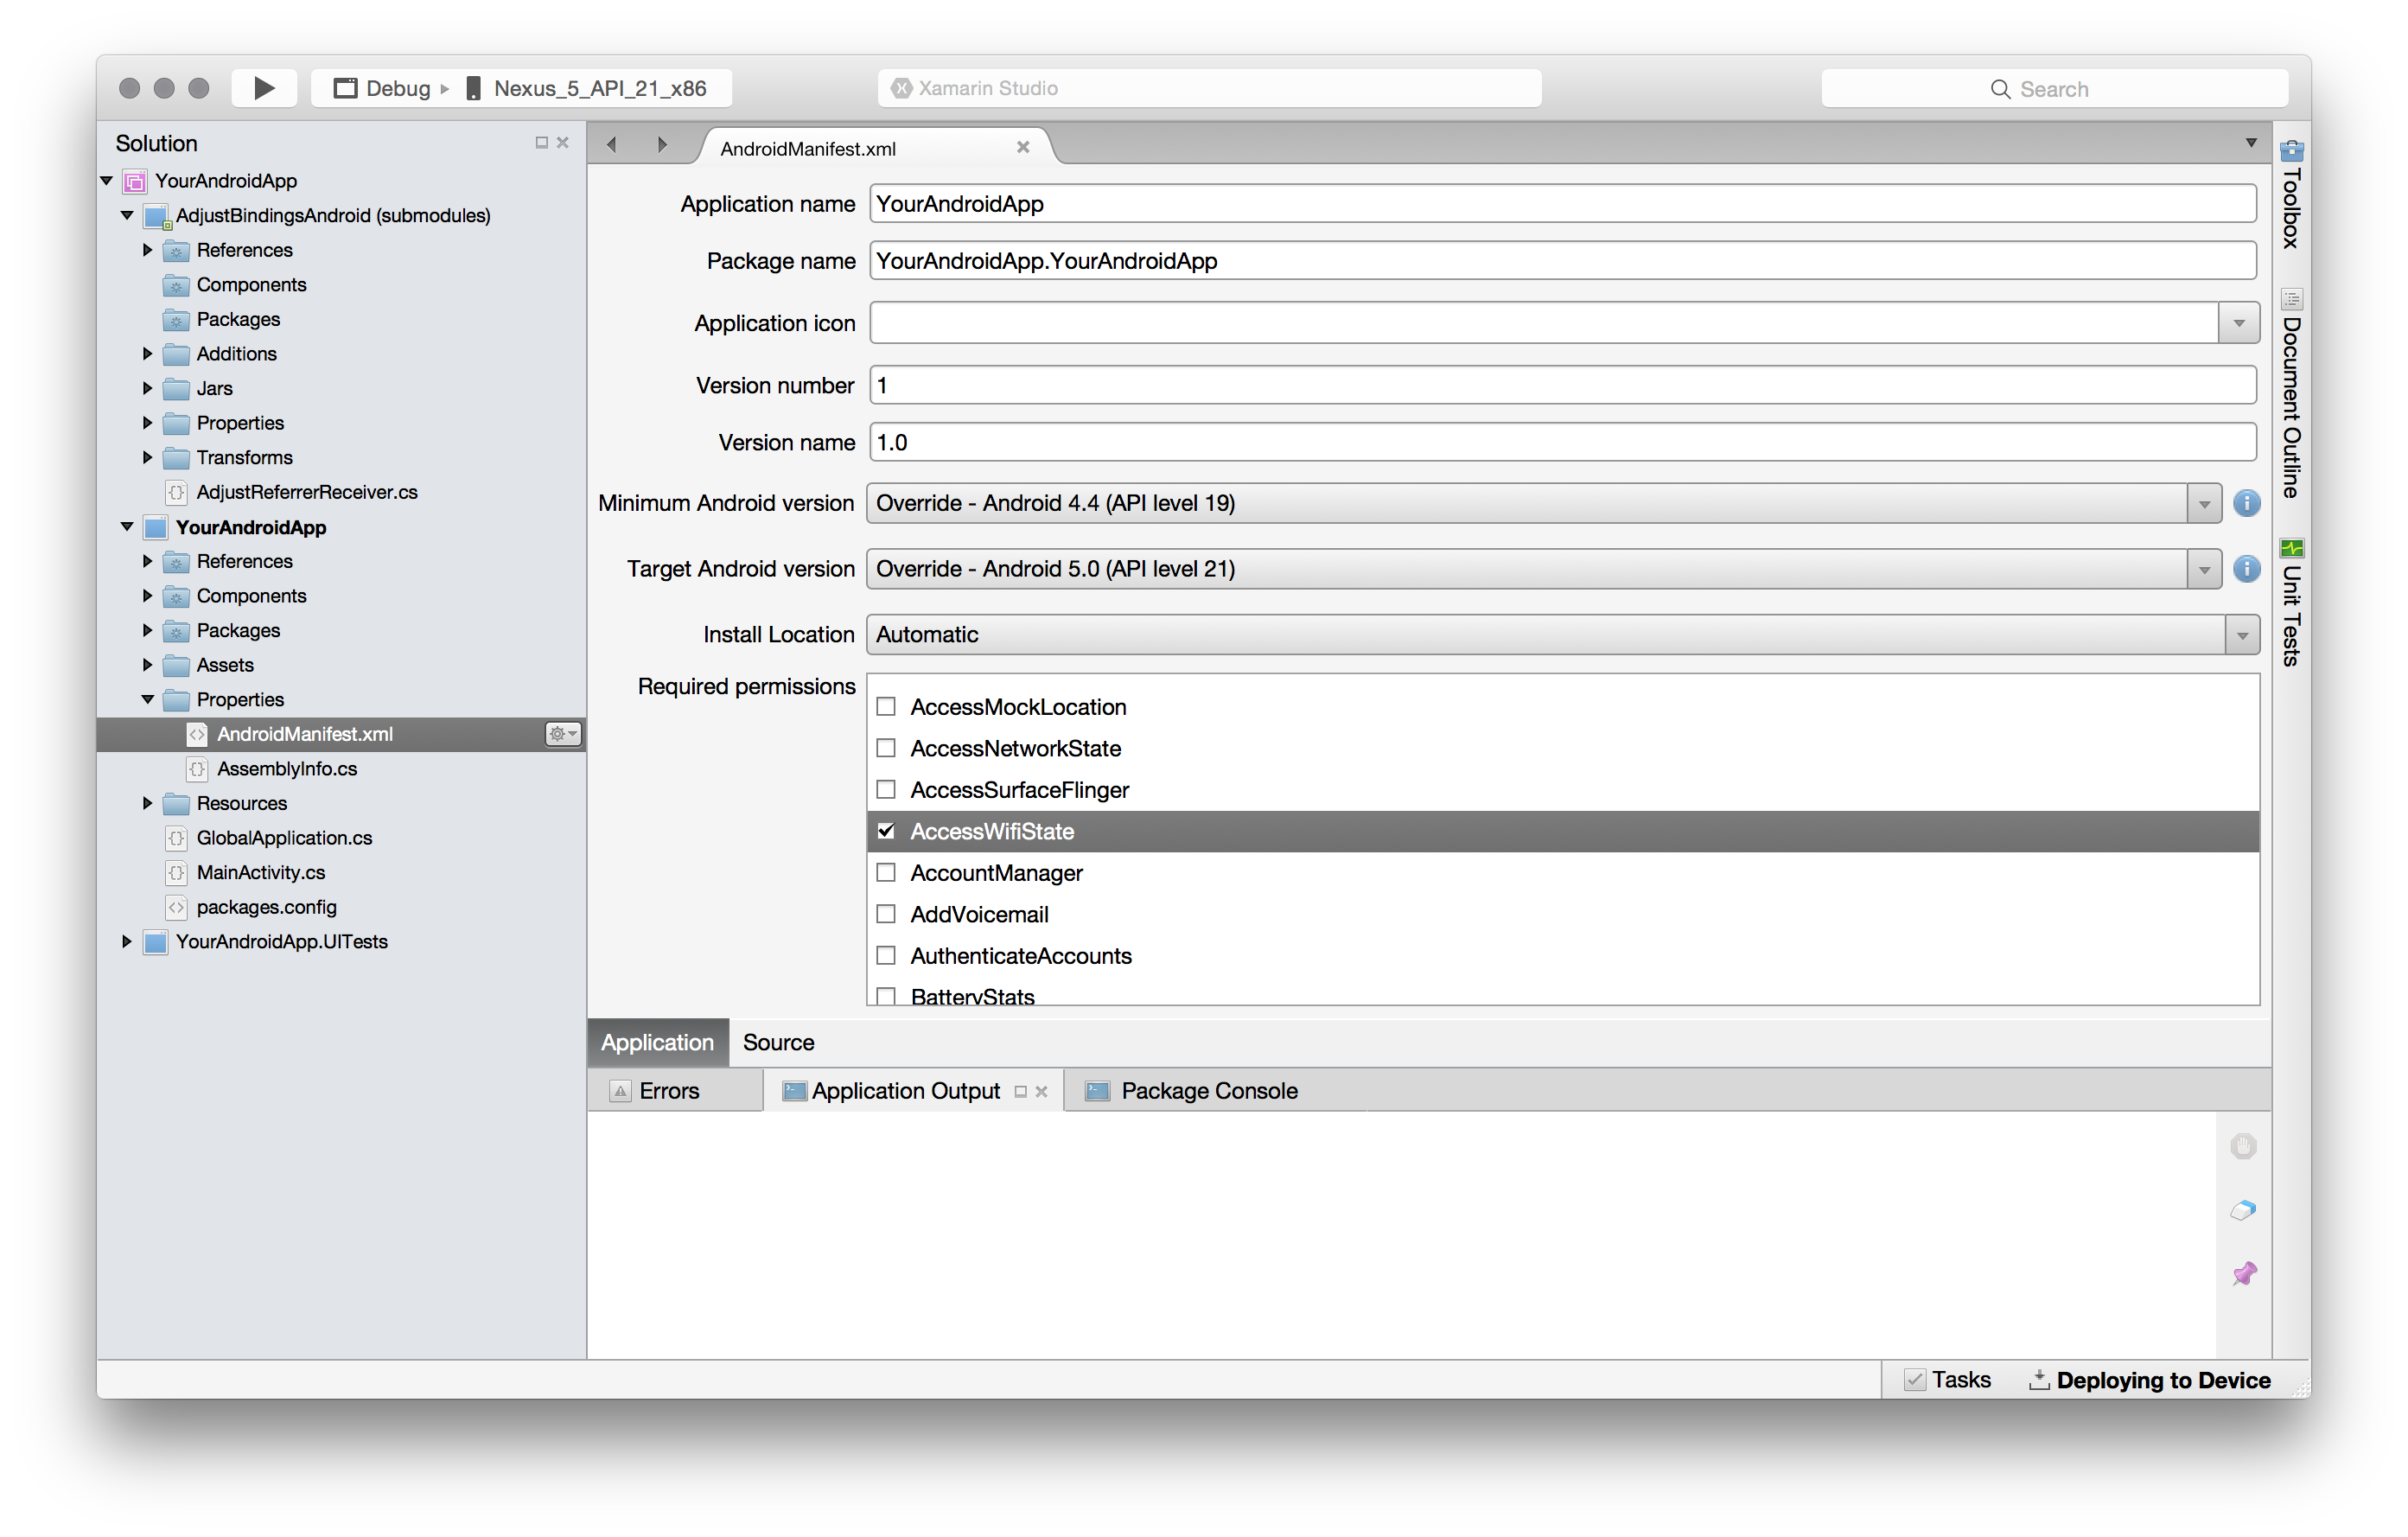 Debug
Nexus_5_API_21_x86
Xamarin Studio
Search
Solution
YourAndroidApp
AdjustBindingsAndroid (submodules)
References
Components
Packages
Additions
Jars
Properties
Transforms
AdjustReferrerReceiver.cs
YourAndroidApp
References
Components
Packages
Assets
Properties
AndroidManifest.xml
AssemblyInfo.cs
Resources
GlobalApplication.cs
MainActivity.cs
packages.config
YourAndroidApp.UITests
AndroidManifest.xml
Application name YourAndroidApp
Package name YourAndroidApp.YourAndroidApp
Application icon
Version number 1
Version name 1.0
Minimum Android version Override - Android 4.4 (API level 19)
Target Android version Override - Android 5.0 (API level 21)
Install Location Automatic
Required permissions
AccessMockLocation
AccessNetworkState
AccessSurfaceFlinger
AccessWifiState
AccountManager
AddVoicemail
AuthenticateAccounts
BatteryStats
Application Source
Errors
Application Output
Package Console
Toolbox
Document Outline
Unit Tests
Tasks
Deploying to Device